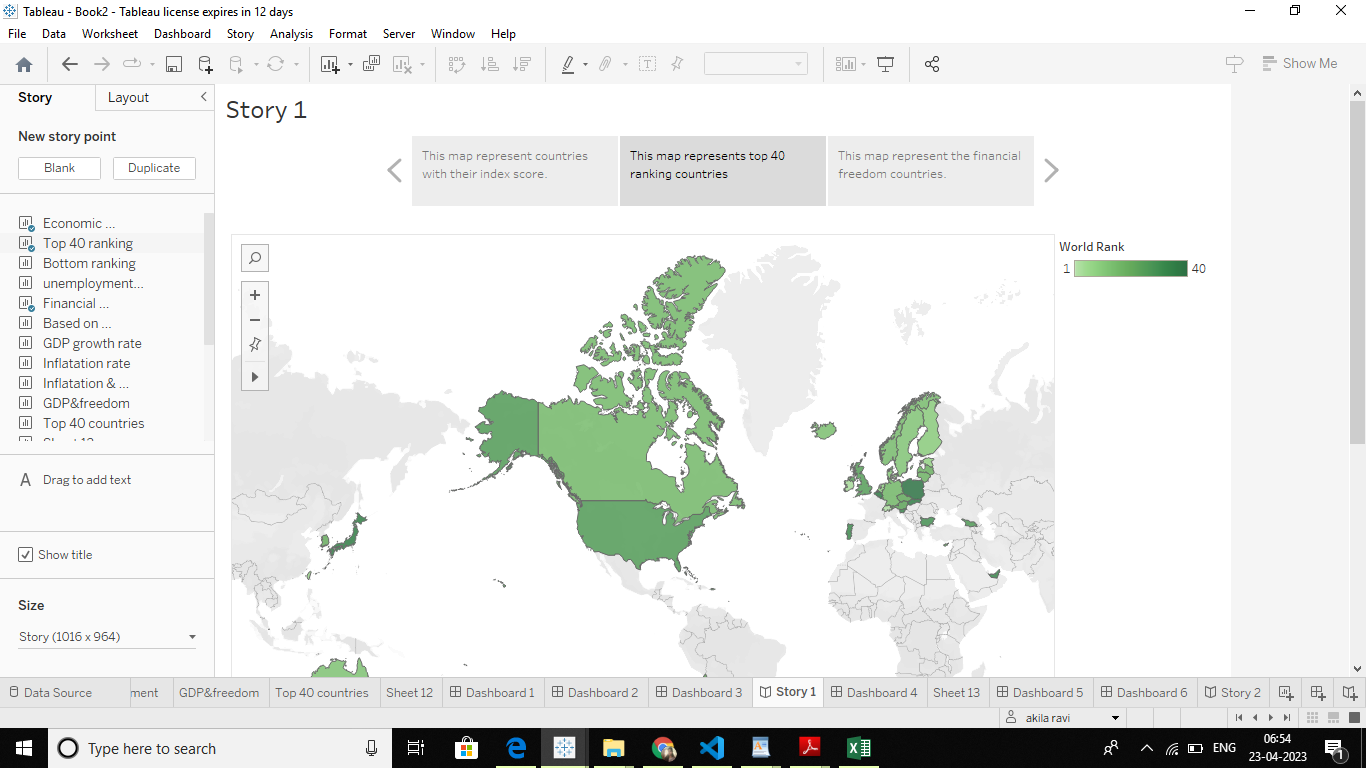 Tableau - Book2 - Tableau license expires in 12 days
File Data Worksheet Dashboard Story Analysis Format Server Window Help
Show Me
Story Layout
New story point
Blank Duplicate
Economic ...
Top 40 ranking
Bottom ranking
unemployment...
Financial ...
Based on ...
GDP growth rate
Inflatation rate
Inflatation & ...
GDP&freedom
Top 40 countries
A Drag to add text
Show title
Size
Story (1016 x 964)
Story 1
This map represent countries
with their index score.
This map represents top 40
ranking countries
This map represent the financial
freedom countries.
World Rank
1 40
Data Source ment GDP&freedom Top 40 countries Sheet 12 Dashboard 1 Dashboard 2 Dashboard 3 Story 1 Dashboard 4 Sheet 13 Dashboard 5 Dashboard 6 Story 2
akila ravi
Type here to search
ENG
06:54
23-04-2023
1